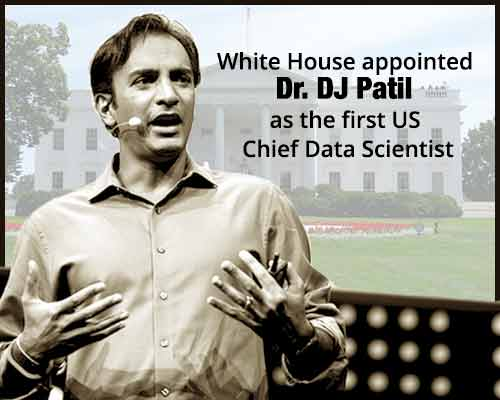 White House appointed
Dr. DJ Patil
as the first US
Chief Data Scientist